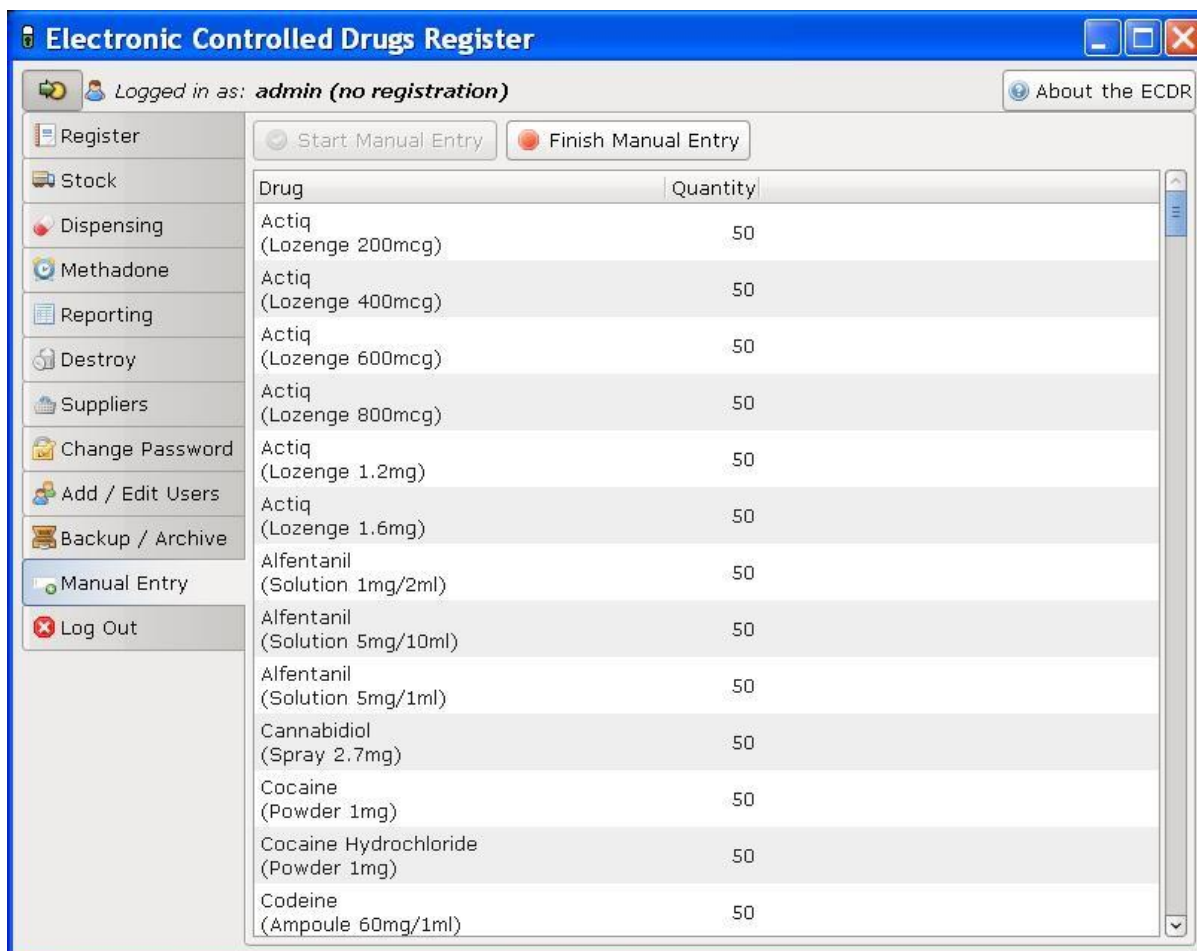 Electronic Controlled Drugs Register
Logged in as: admin (no registration)
About the ECDR
Register
Stock
Dispensing
Methadone
Reporting
Destroy
Suppliers
Change Password
Add / Edit Users
Backup / Archive
Manual Entry
Log Out
Start Manual Entry
Finish Manual Entry
Drug Quantity
Actiq
(Lozenge 200mcg) 50
Actiq
(Lozenge 400mcg) 50
Actiq
(Lozenge 600mcg) 50
Actiq
(Lozenge 800mcg) 50
Actiq
(Lozenge 1.2mg) 50
Actiq
(Lozenge 1.6mg) 50
Alfentanil
(Solution 1mg/2ml) 50
Alfentanil
(Solution 5mg/10ml) 50
Alfentanil
(Solution 5mg/1ml) 50
Cannabidiol
(Spray 2.7mg) 50
Cocaine
(Powder 1mg) 50
Cocaine Hydrochloride
(Powder 1mg) 50
Codeine
(Ampoule 60mg/1ml) 50